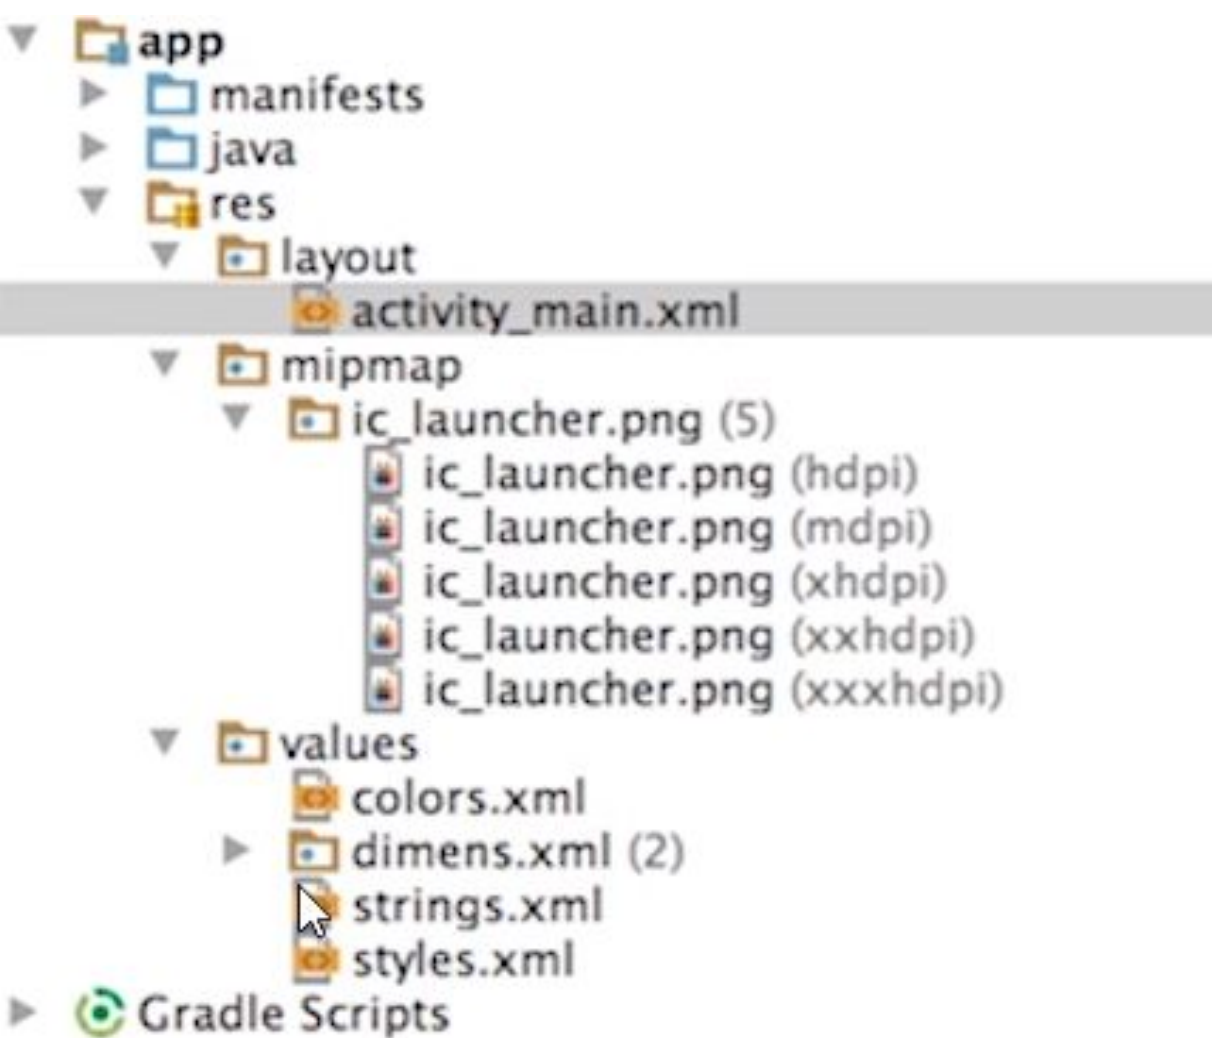 app
manifests
java
res
layout
activity_main.xml
mipmap
ic_launcher.png (5)
ic_launcher.png (hdpi)
ic_launcher.png (mdpi)
ic_launcher.png (xhdpi)
ic_launcher.png (xxhdpi)
ic_launcher.png (xxxhdpi)
values
colors.xml
dimens.xml (2)
strings.xml
styles.xml
Gradle Scripts